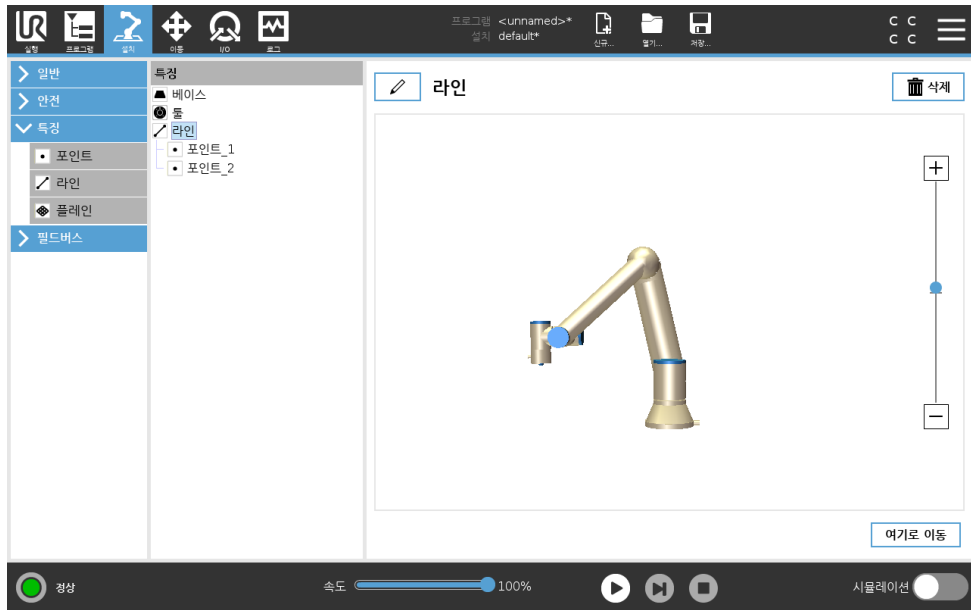 UR
실행
프로그램
설치
이동
I/O
로그
프로그램 <unnamed>*
설치 default*
신규...
열기...
저장...
C C
C C
일반
안전
특징
포인트
라인
플레인
필드버스
특징
베이스
툴
라인
포인트_1
포인트_2
라인
삭제
여기로 이동
정상
속도
100%
시뮬레이션